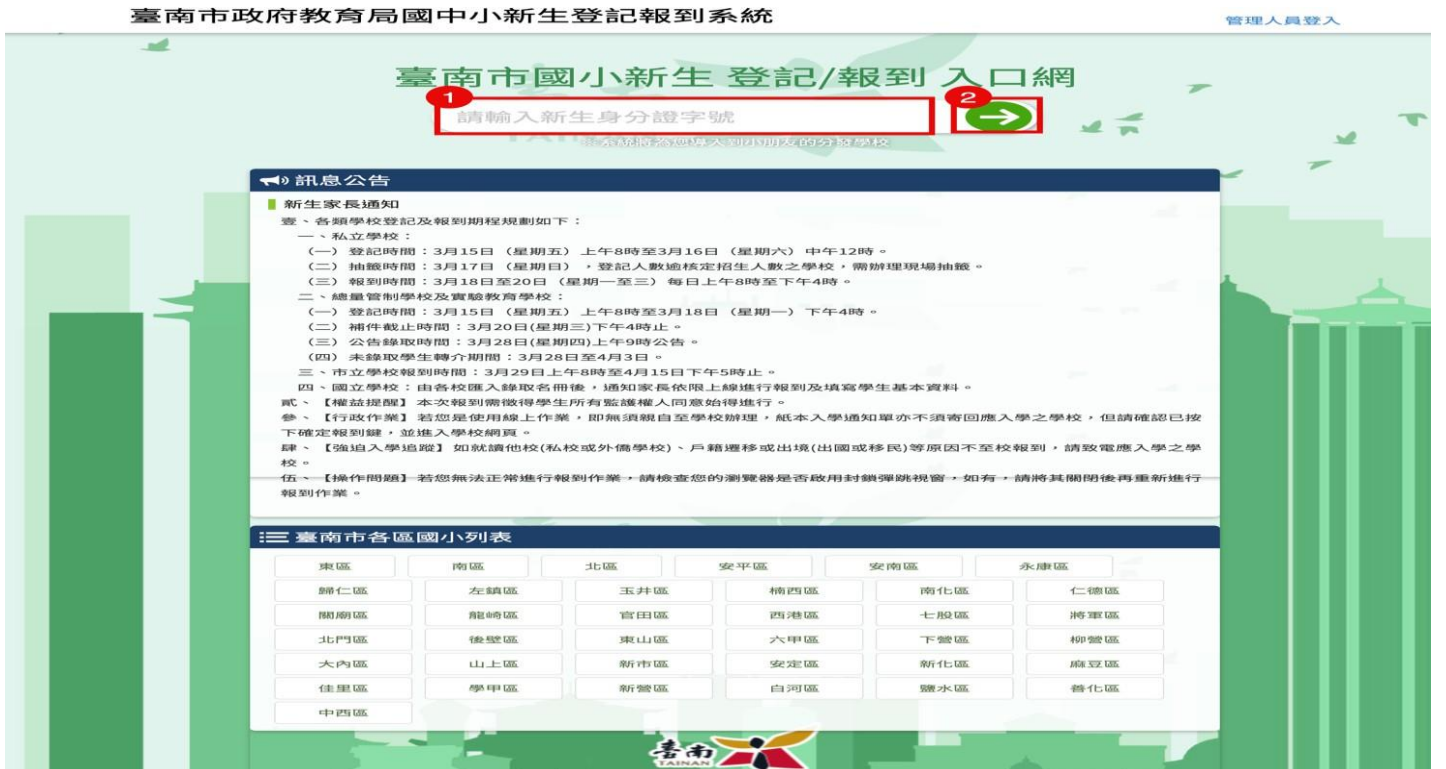 臺南市政府教育局國中小新生登記報到系統
管理人員登入
臺南市國小新生 登記/報到 入口網
1
2
請輸入新生身分證字號
※系統將為您導入到小朋友的分發學校
訊息公告
新生家長通知
壹、各類學校登記及報到期程規劃如下：
一、私立學校：
（一）登記時間：3月15日（星期五）上午8時至3月16日（星期六）中午12時。
（二）抽籤時間：3月17日（星期日），登記人數逾核定招生人數之學校，需辦理現場抽籤。
（三）報到時間：3月18日至20日（星期一至三）每日上午8時至下午4時。
二、總量管制學校及實驗教育學校：
（一）登記時間：3月15日（星期五）上午8時至3月18日（星期一）下午4時。
（二）補件截止時間：3月20日(星期三)下午4時止。
（三）公告錄取時間：3月28日(星期四)上午9時公告。
（四）未錄取學生轉介期間：3月28日至4月3日。
三、市立學校報到時間：3月29日上午8時至4月15日下午5時止。
四、國立學校：由各校匯入錄取名冊後，通知家長依限上線進行報到及填寫學生基本資料。
貳、【權益提醒】本次報到需徵得學生所有監護權人同意始得進行。
參、【行政作業】若您是使用線上作業，即無須親自至學校辦理，紙本入學通知單亦不須寄回應入學之學校，但請確認已按
下確定報到鍵，並進入學校網頁。
肆、【強迫入學追蹤】如就讀他校(私校或外僑學校)、戶籍遷移或出境(出國或移民)等原因不至校報到，請致電應入學之學
校。
伍、【操作問題】若您無法正常進行報到作業，請檢查您的瀏覽器是否啟用封鎖彈跳視窗，如有，請將其關閉後再重新進行
報到作業。
臺南市各區國小列表
東區 南區 北區 安平區 安南區 永康區
歸仁區 左鎮區 玉井區 楠西區 南化區 仁德區
關廟區 龍崎區 官田區 西港區 七股區 將軍區
北門區 後壁區 東山區 六甲區 下營區 柳營區
大內區 山上區 新市區 安定區 新化區 麻豆區
佳里區 學甲區 新營區 白河區 鹽水區 善化區
中西區
臺南
TAINAN